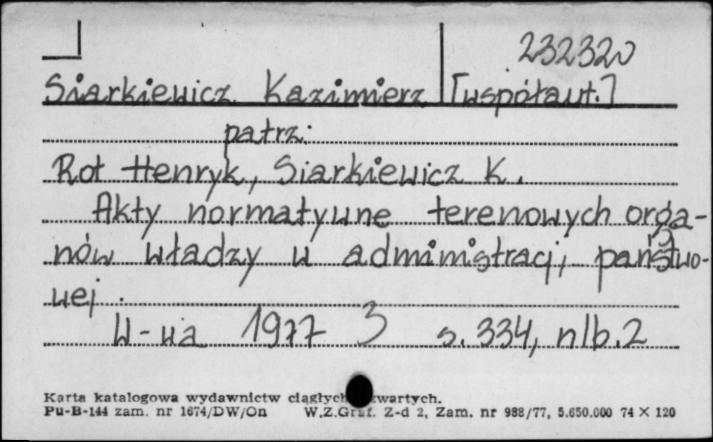 232320
Siarkiewicz Kazimierz [współaut.]
patrz:
Rot Henryk, Siarkiewicz K.
Akty normatywne terenowych orga-
nów władzy w administracji państwo-
wej.
W-wa 1977 3 s. 334, nlb. 2
Karta katalogowa wydawnictw ciągłych kwartych.
Pu-B-144 zam. nr 1674/DW/On W.Z.Graf. Z-d 2, Zam. nr 988/77, 5.650.000 74 × 120